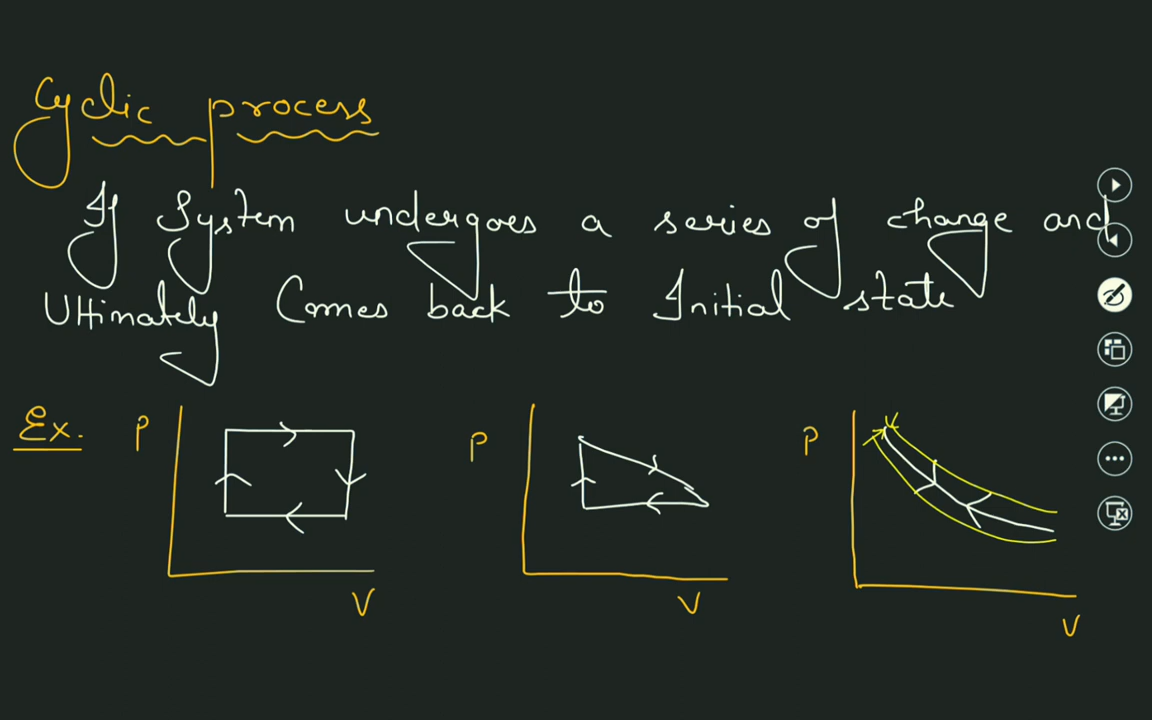 Cyclic process
If System undergoes a series of change and
Ultimately Comes back to Initial state
Ex. P P P
V V V